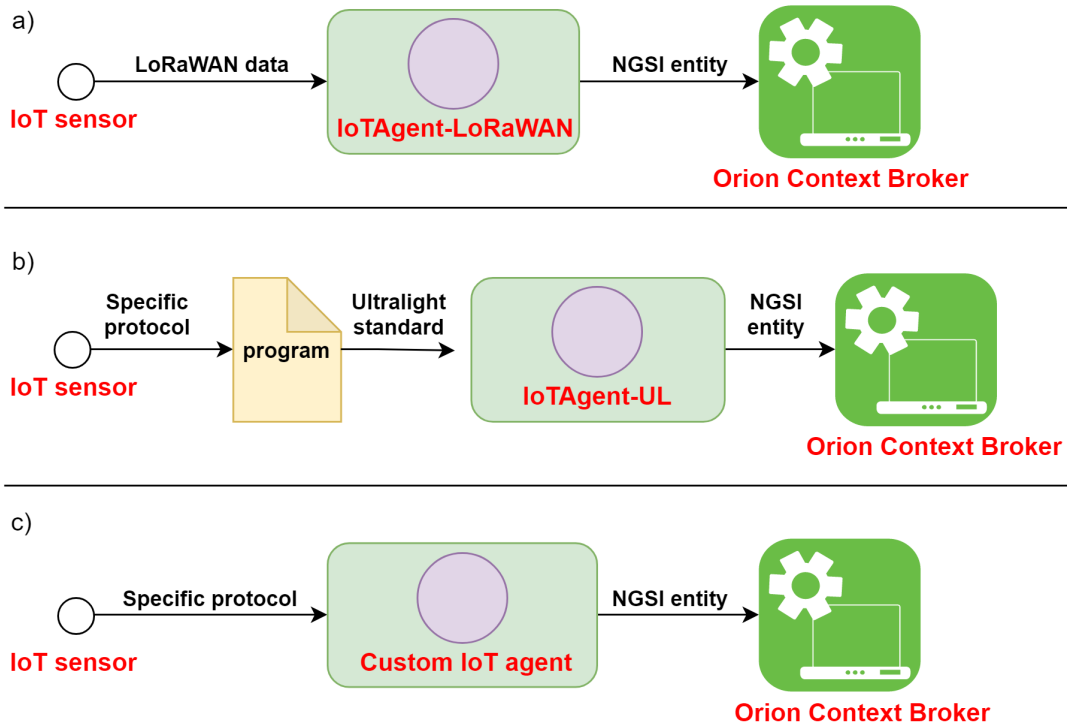 a)
LoRaWAN data
NGSI entity
IoT sensor
IoTAgent-LoRaWAN
Orion Context Broker
b)
Specific
protocol
Ultralight
standard
NGSI
entity
program
IoT sensor
IoTAgent-UL
Orion Context Broker
c)
Specific protocol
NGSI entity
IoT sensor
Custom IoT agent
Orion Context Broker